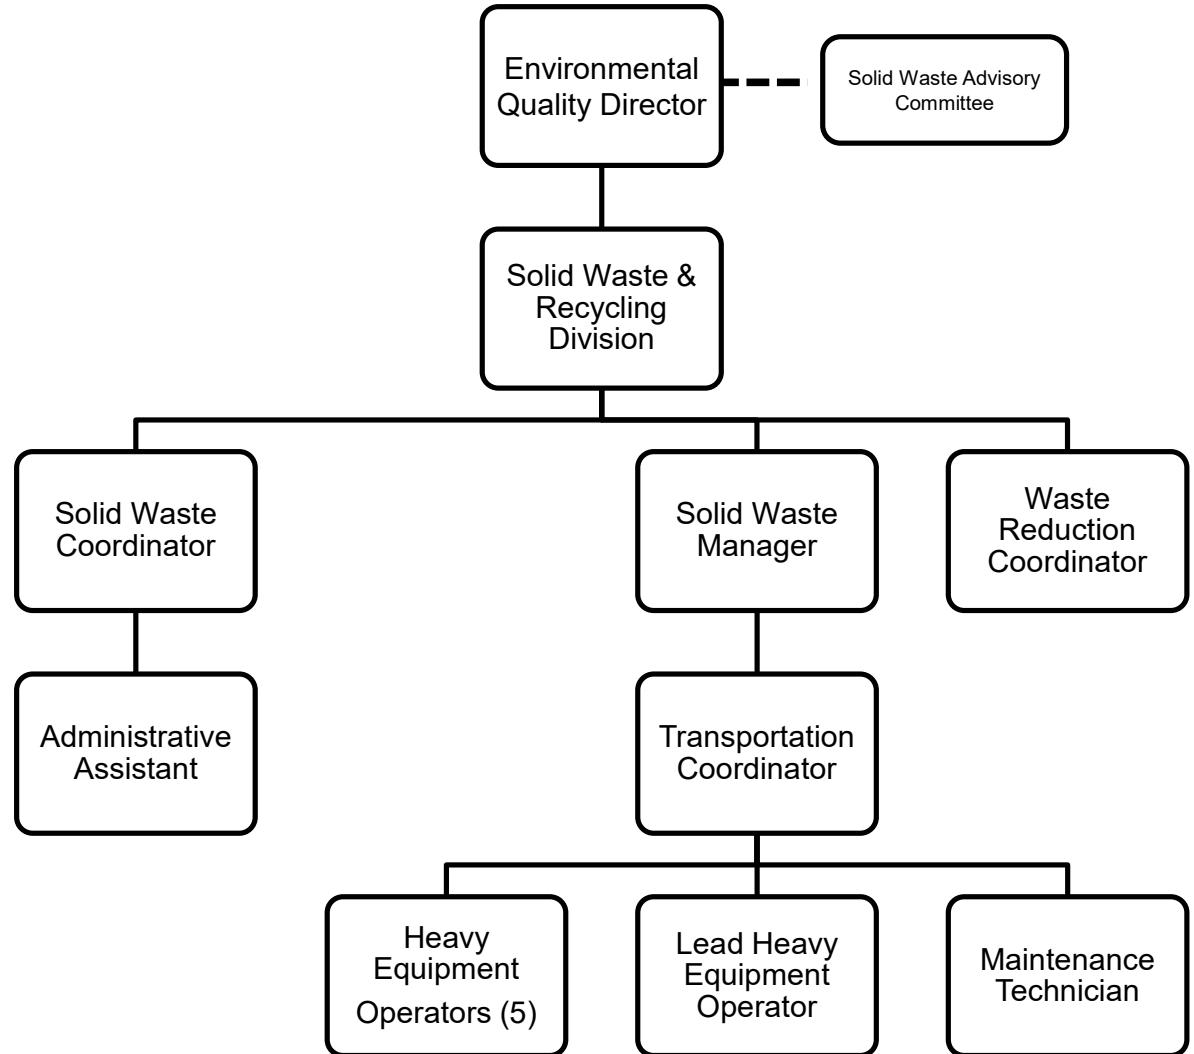 Environmental
Quality Director
Solid Waste Advisory
Committee
Solid Waste &
Recycling
Division
Solid Waste
Coordinator
Solid Waste
Manager
Waste
Reduction
Coordinator
Administrative
Assistant
Transportation
Coordinator
Heavy
Equipment
Operators (5)
Lead Heavy
Equipment
Operator
Maintenance
Technician